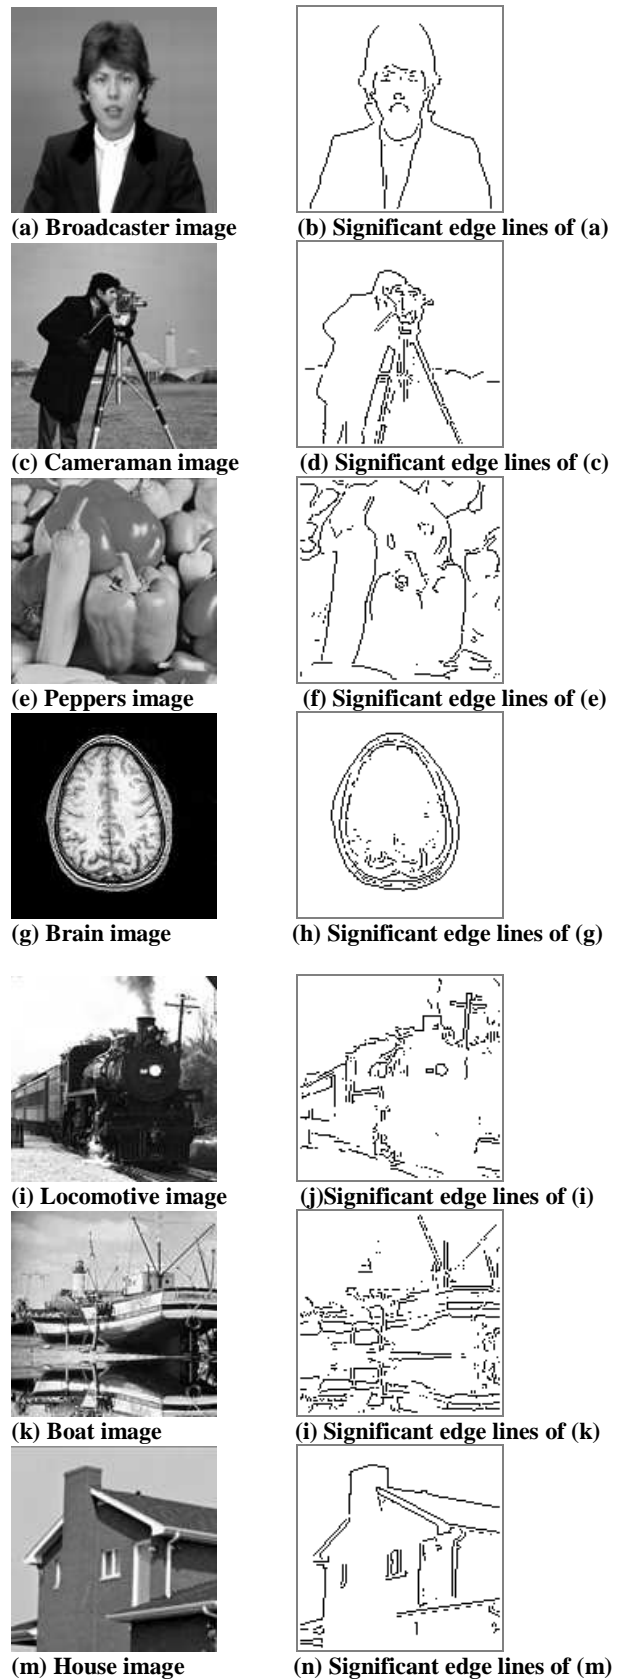 (a) Broadcaster image (b) Significant edge lines of (a)
(c) Cameraman image (d) Significant edge lines of (c)
(e) Peppers image (f) Significant edge lines of (e)
(g) Brain image (h) Significant edge lines of (g)
(i) Locomotive image (j)Significant edge lines of (i)
(k) Boat image (i) Significant edge lines of (k)
(m) House image (n) Significant edge lines of (m)